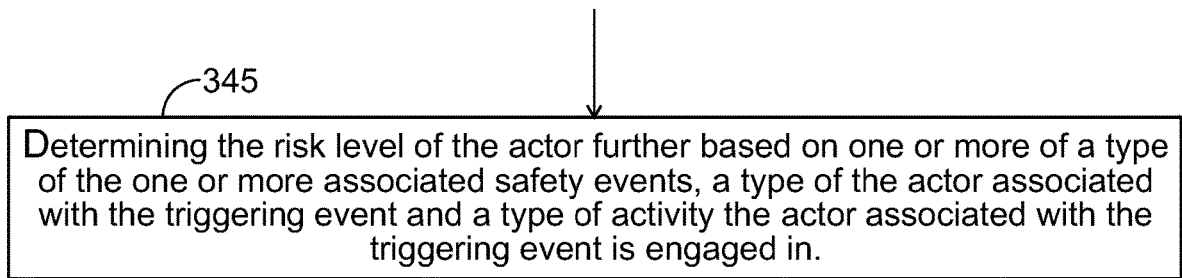 345
Determining the risk level of the actor further based on one or more of a type
of the one or more associated safety events, a type of the actor associated
with the triggering event and a type of activity the actor associated with the
triggering event is engaged in.